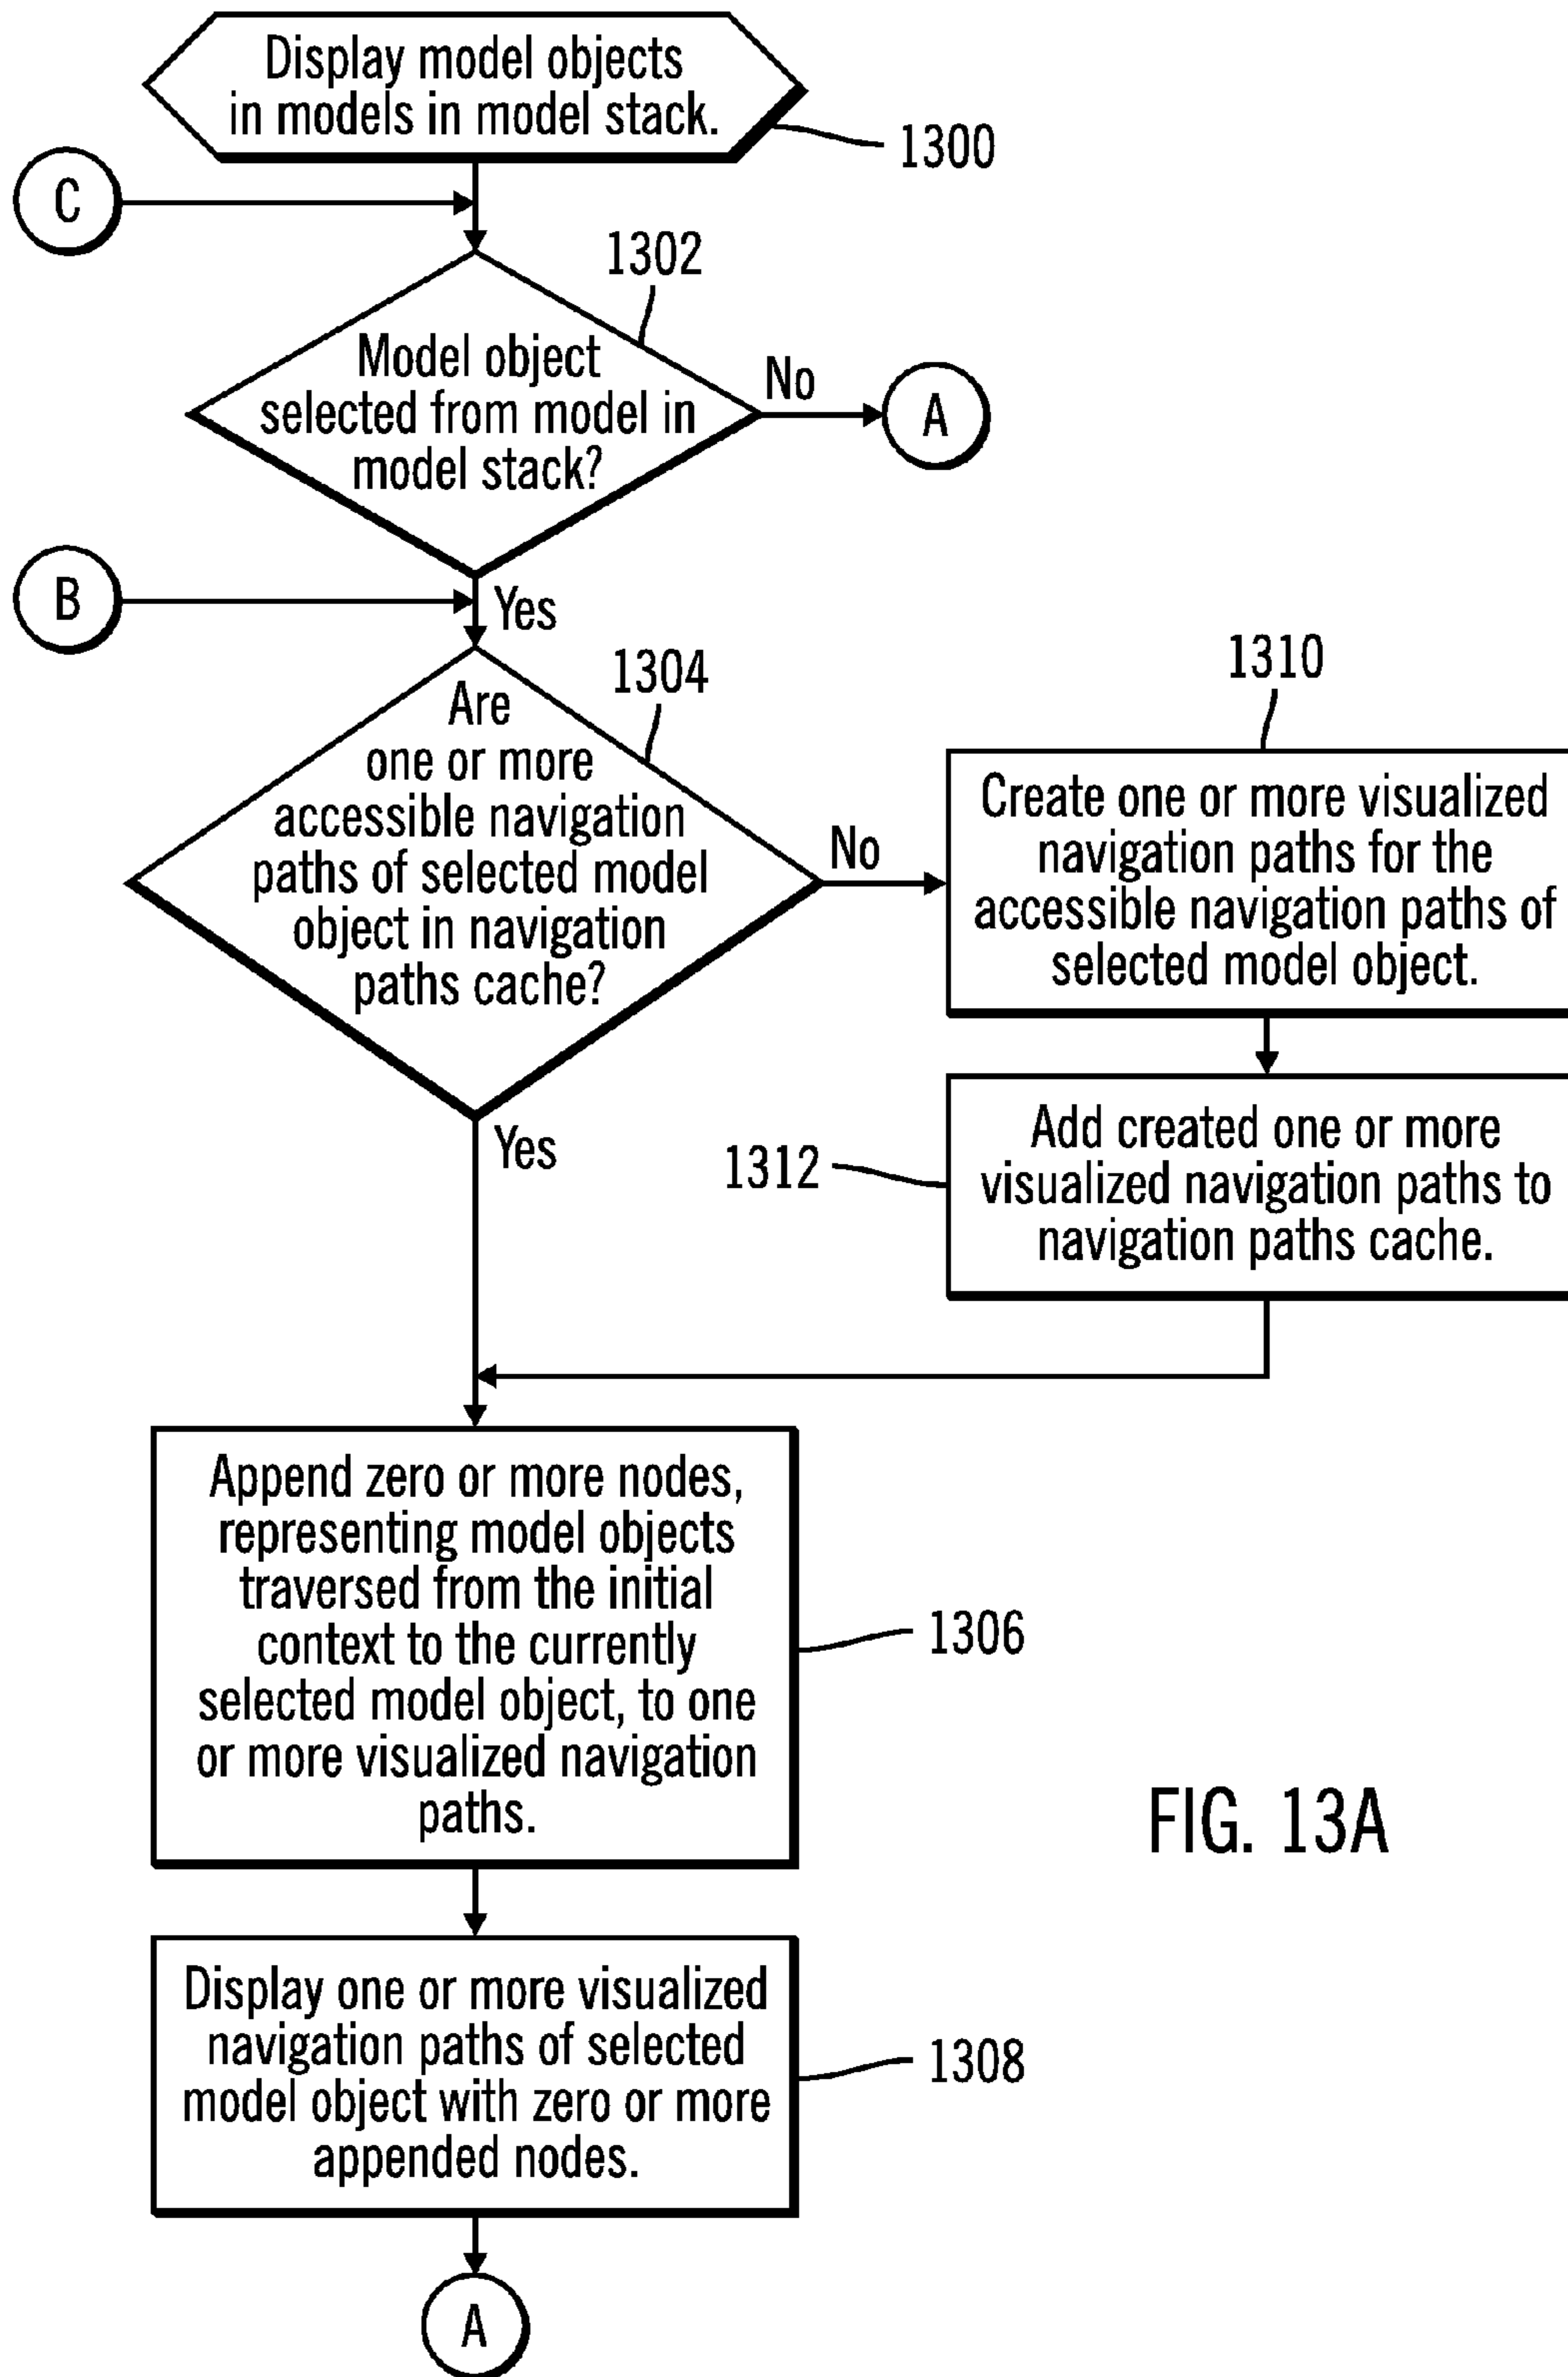 Display model objects
in models in model stack.
1300
C
1302
Model object
selected from model in
model stack?
No
A
B
Yes
1304
Are
one or more
accessible navigation
paths of selected model
object in navigation
paths cache?
No
1310
Create one or more visualized
navigation paths for the
accessible navigation paths of
selected model object.
Yes
1312
Add created one or more
visualized navigation paths to
navigation paths cache.
Append zero or more nodes,
representing model objects
traversed from the initial
context to the currently
selected model object, to one
or more visualized navigation
paths.
1306
FIG. 13A
Display one or more visualized
navigation paths of selected
model object with zero or more
appended nodes.
1308
A